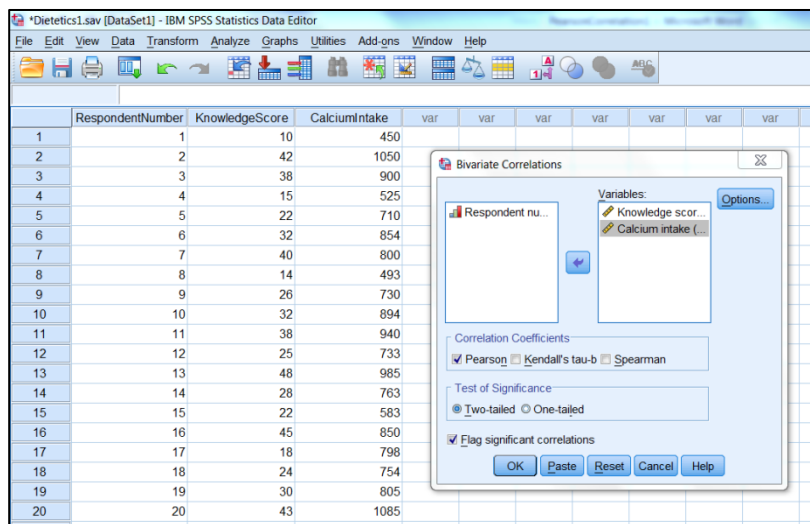 *Dietetics1.sav [DataSet1] - IBM SPSS Statistics Data Editor
File Edit View Data Transform Analyze Graphs Utilities Add-ons Window Help
RespondentNumber KnowledgeScore CalciumIntake var var var var var var var
1 1 10 450
2 2 42 1050
3 3 38 900
4 4 15 525
5 5 22 710
6 6 32 854
7 7 40 800
8 8 14 493
9 9 26 730
10 10 32 894
11 11 38 940
12 12 25 733
13 13 48 985
14 14 28 763
15 15 22 583
16 16 45 850
17 17 18 798
18 18 24 754
19 19 30 805
20 20 43 1085
Bivariate Correlations
Variables:
Respondent nu...
Knowledge scor...
Calcium intake (...
Options...
Correlation Coefficients
Pearson Kendall's tau-b Spearman
Test of Significance
Two-tailed One-tailed
Flag significant correlations
OK Paste Reset Cancel Help